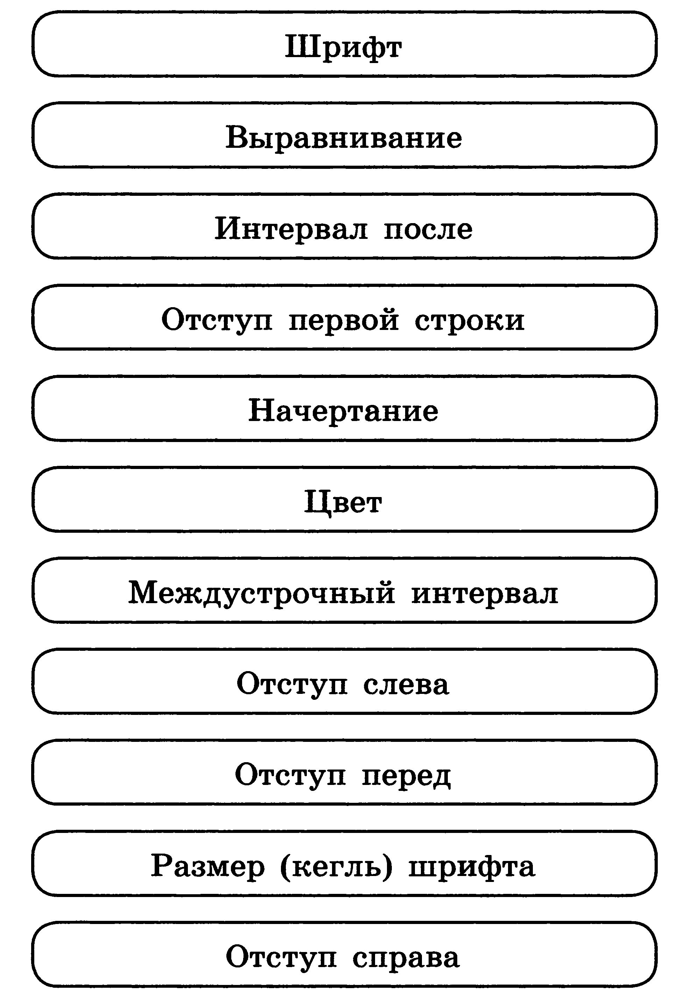 Шрифт
Выравнивание
Интервал после
Отступ первой строки
Начертание
Цвет
Междустрочный интервал
Отступ слева
Отступ перед
Размер (кегль) шрифта
Отступ справа